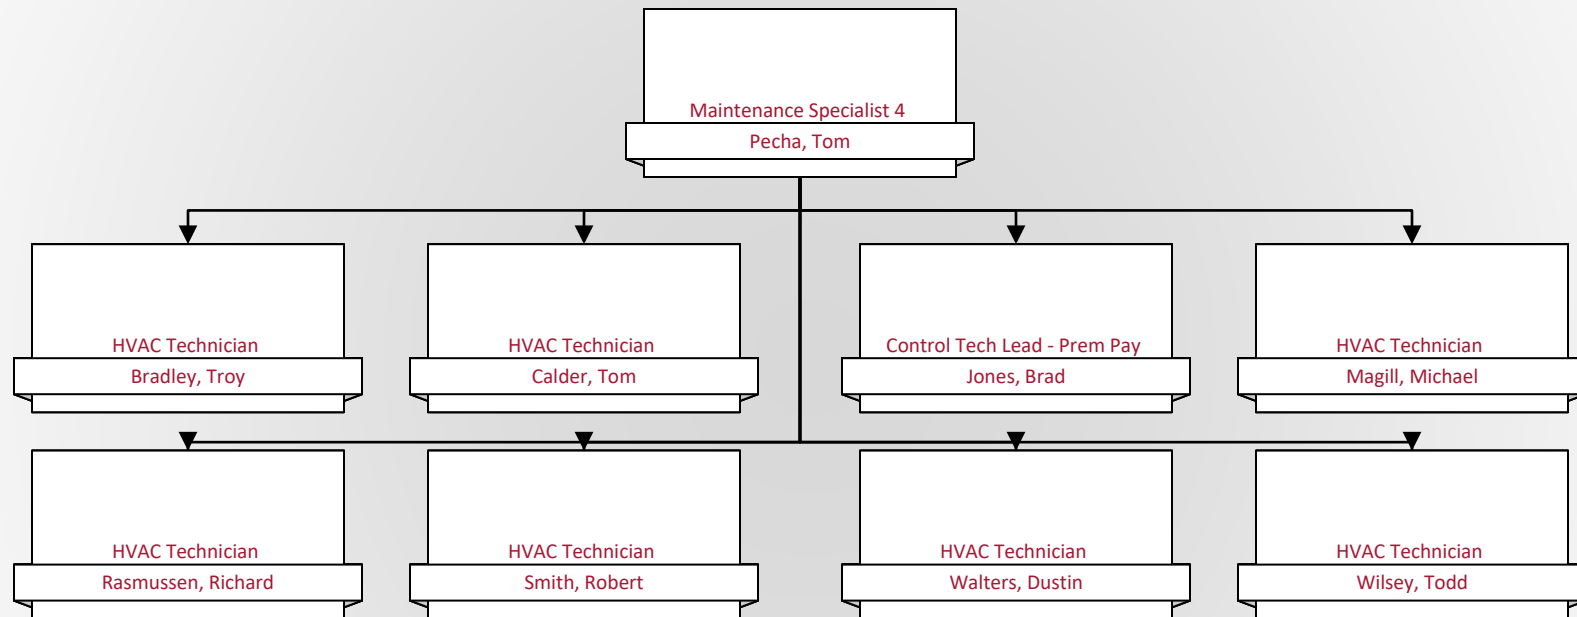 Maintenance Specialist 4
Pecha, Tom
HVAC Technician
Bradley, Troy
HVAC Technician
Calder, Tom
Control Tech Lead - Prem Pay
Jones, Brad
HVAC Technician
Magill, Michael
HVAC Technician
Rasmussen, Richard
HVAC Technician
Smith, Robert
HVAC Technician
Walters, Dustin
HVAC Technician
Wilsey, Todd